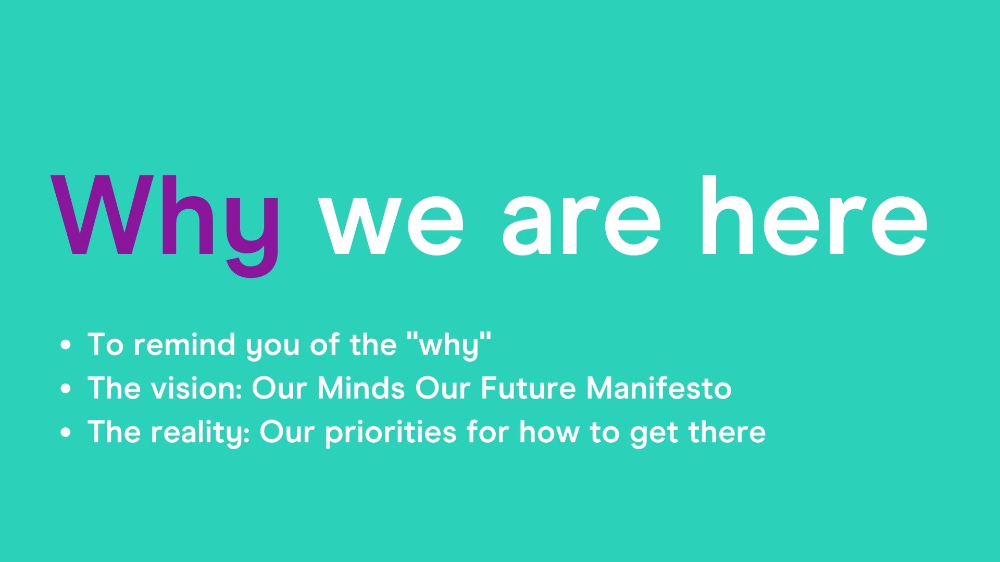 Why we are here
• To remind you of the "why"
• The vision: Our Minds Our Future Manifesto
• The reality: Our priorities for how to get there